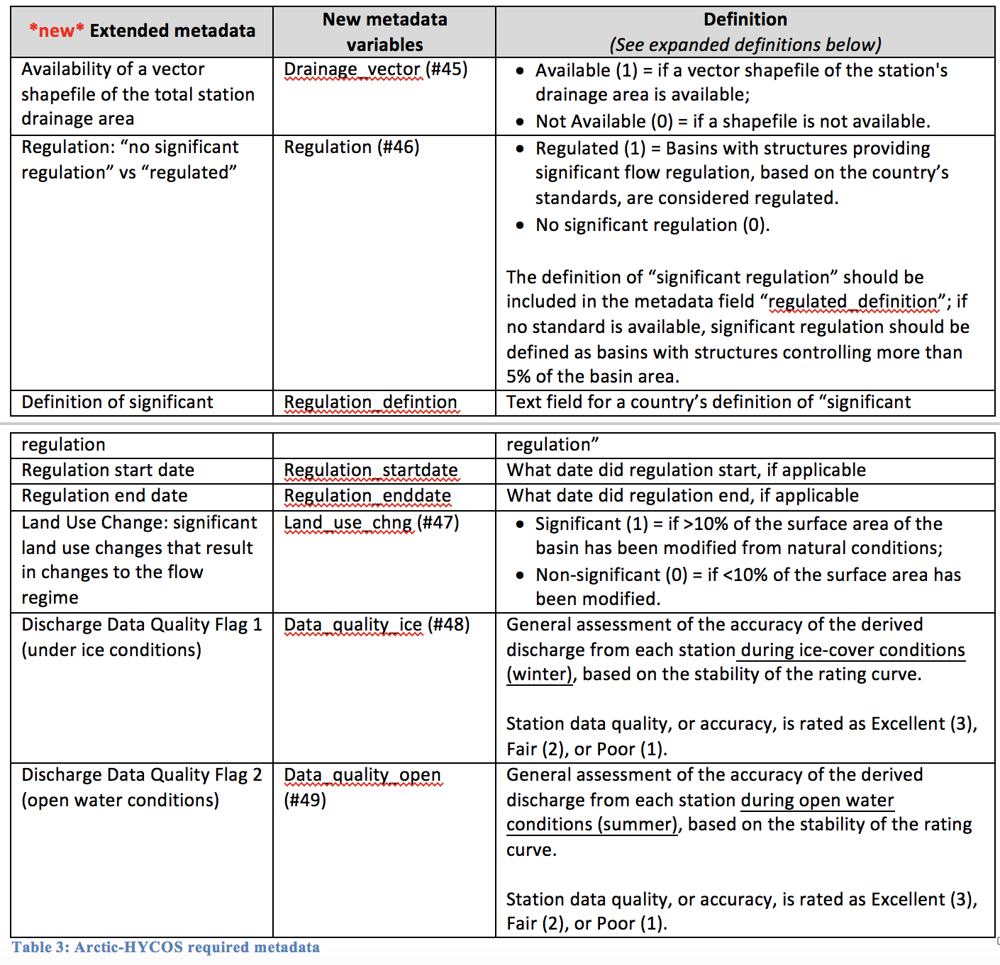 *new* Extended metadata
New metadata
variables
Definition
(See expanded definitions below)
Availability of a vector
shapefile of the total station
drainage area
Drainage_vector (#45)
• Available (1) = if a vector shapefile of the station's
drainage area is available;
• Not Available (0) = if a shapefile is not available.
Regulation: “no significant
regulation” vs “regulated”
Regulation (#46)
• Regulated (1) = Basins with structures providing
significant flow regulation, based on the country’s
standards, are considered regulated.
• No significant regulation (0).
The definition of “significant regulation” should be
included in the metadata field “regulated_definition”; if
no standard is available, significant regulation should be
defined as basins with structures controlling more than
5% of the basin area.
Definition of significant
Regulation_defintion
Text field for a country’s definition of “significant
regulation
regulation”
Regulation start date
Regulation_startdate
What date did regulation start, if applicable
Regulation end date
Regulation_enddate
What date did regulation end, if applicable
Land Use Change: significant
land use changes that result
in changes to the flow
regime
Land_use_chng (#47)
• Significant (1) = if >10% of the surface area of the
basin has been modified from natural conditions;
• Non-significant (0) = if <10% of the surface area has
been modified.
Discharge Data Quality Flag 1
(under ice conditions)
Data_quality_ice (#48)
General assessment of the accuracy of the derived
discharge from each station during ice-cover conditions
(winter), based on the stability of the rating curve.
Station data quality, or accuracy, is rated as Excellent (3),
Fair (2), or Poor (1).
Discharge Data Quality Flag 2
(open water conditions)
Data_quality_open
(#49)
General assessment of the accuracy of the derived
discharge from each station during open water
conditions (summer), based on the stability of the rating
curve.
Station data quality, or accuracy, is rated as Excellent (3),
Fair (2), or Poor (1).
Table 3: Arctic-HYCOS required metadata